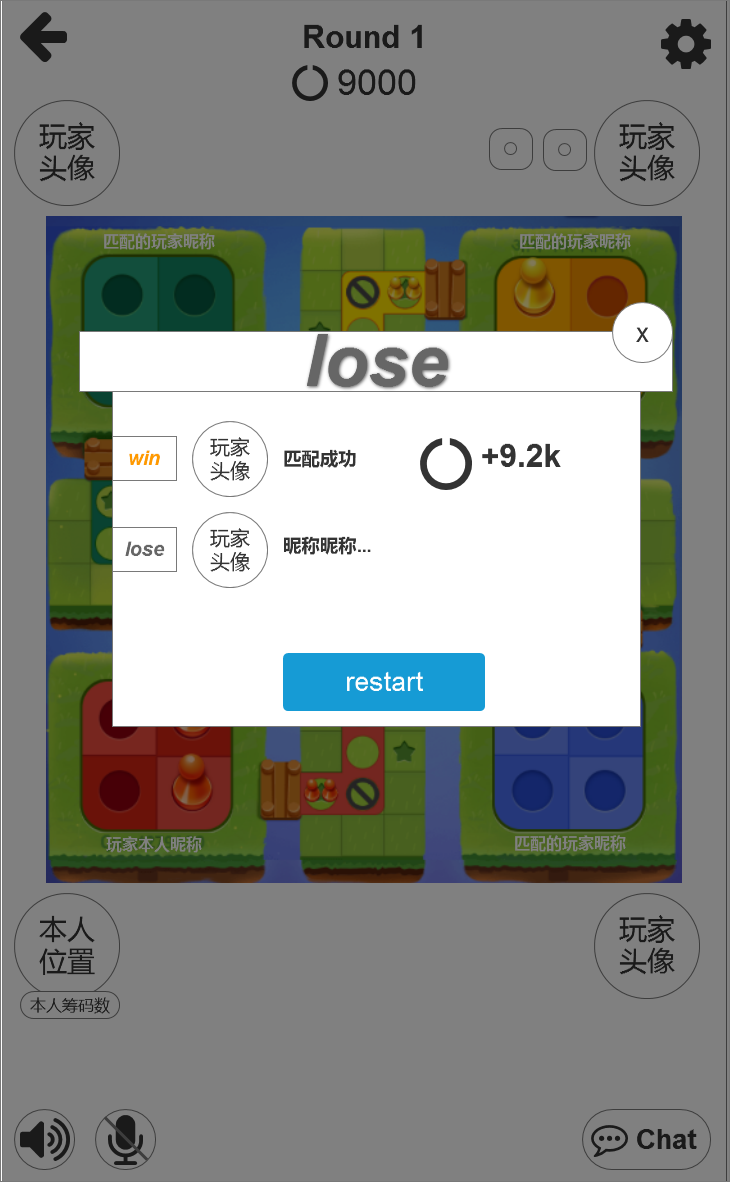 Round 1
9000
玩家
头像
玩家
头像
匹配的玩家昵称
匹配的玩家昵称
lose
x
win
玩家
头像
匹配成功
+9.2k
lose
玩家
头像
昵称昵称...
restart
玩家本人昵称
匹配的玩家昵称
本人
位置
玩家
头像
本人筹码数
Chat